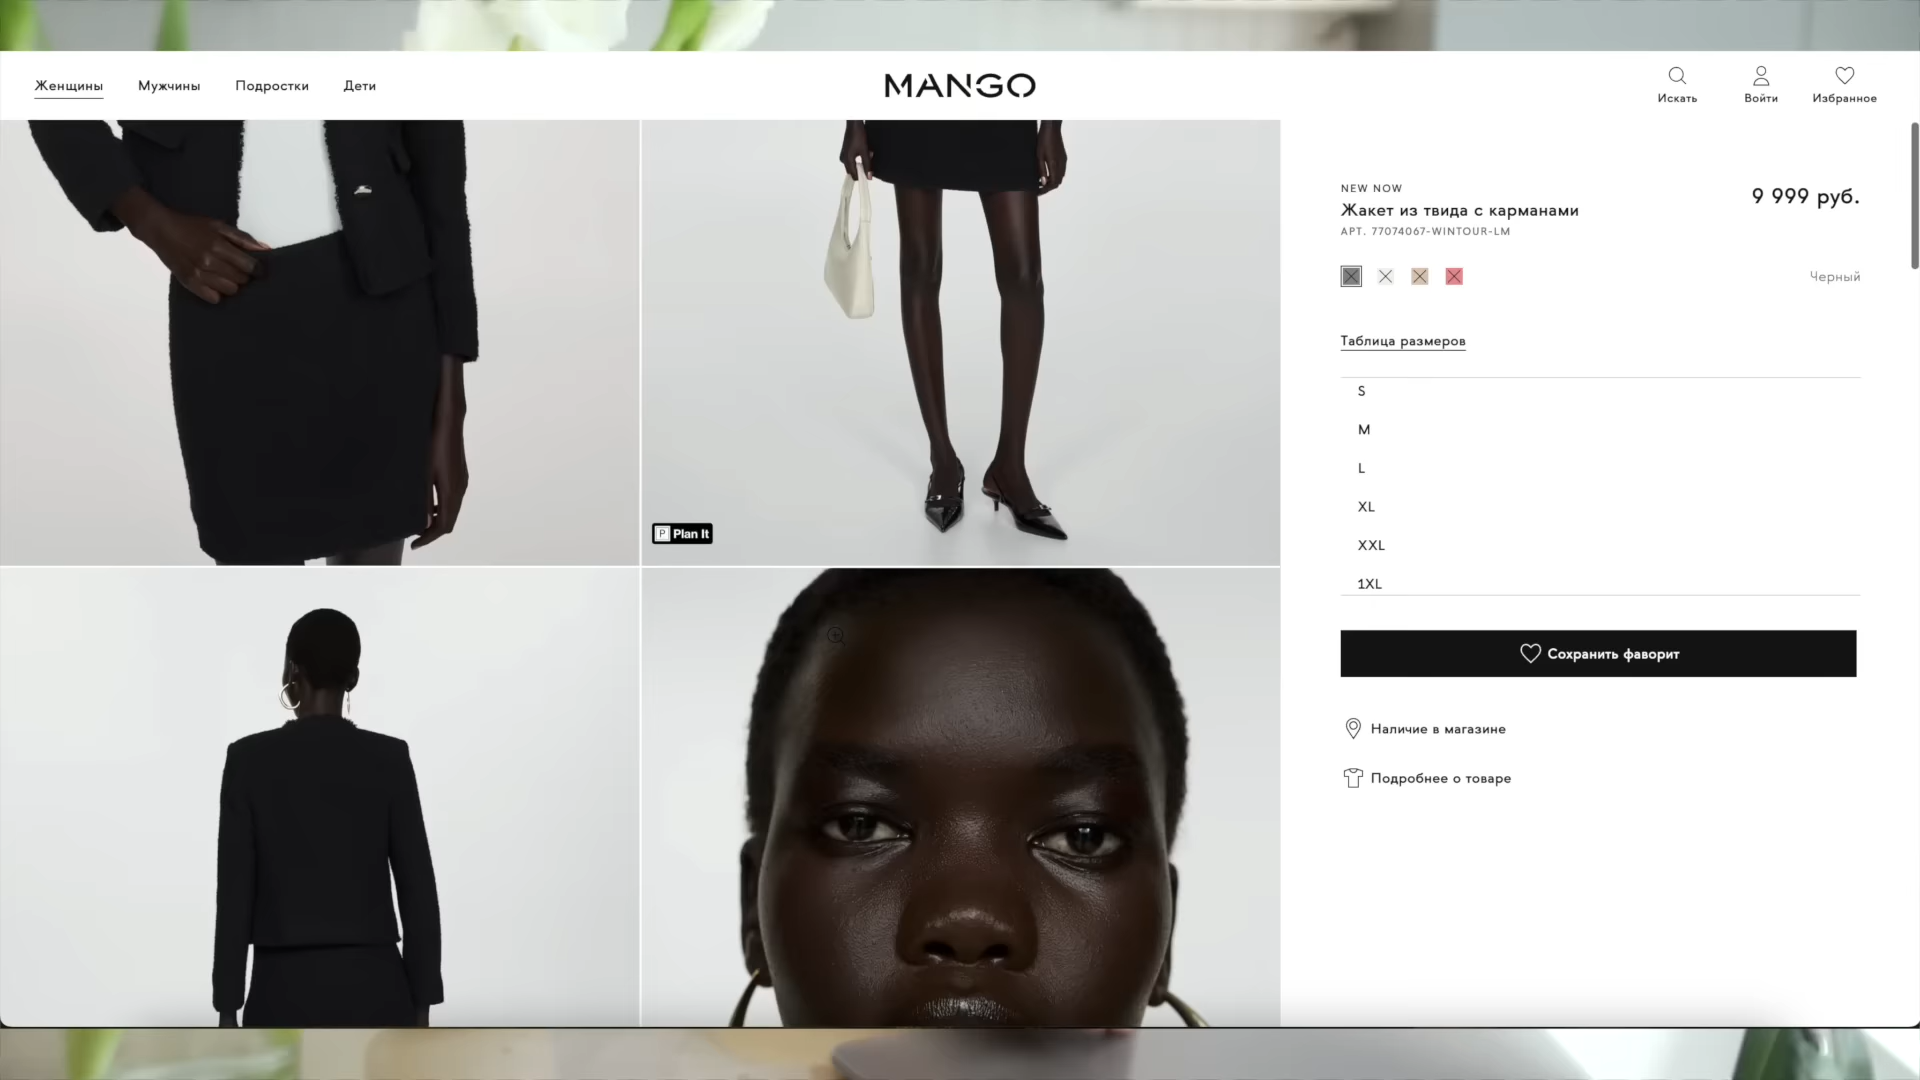 Женщины
Мужчины
Подростки
Дети
MANGO
Искать
Войти
Избранное
NEW NOW
9 999 руб.
Жакет из твида с карманами
АРТ. 77074067-WINTOUR-LM
Черный
Таблица размеров
S
M
L
XL
XXL
1XL
P Plan It
Сохранить фаворит
Наличие в магазине
Подробнее о товаре